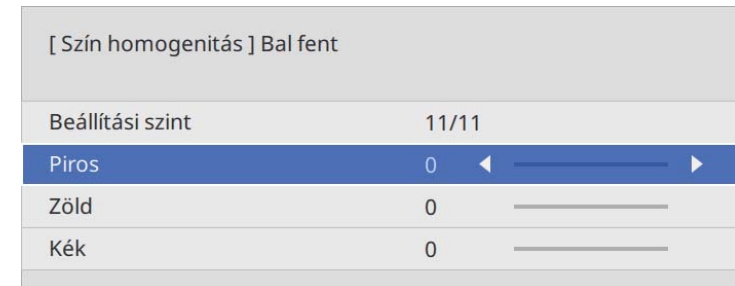 [ Szín homogenitás ] Bal fent
Beállítási szint 11/11
Piros 0
Zöld 0
Kék 0